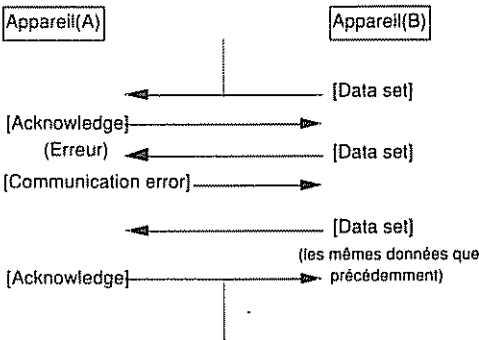 Appareil(A)
Appareil(B)
[Data set]
[Acknowledge]
(Erreur)
[Data set]
[Communication error]
[Data set]
(les mêmes données que
précédemment)
[Acknowledge]